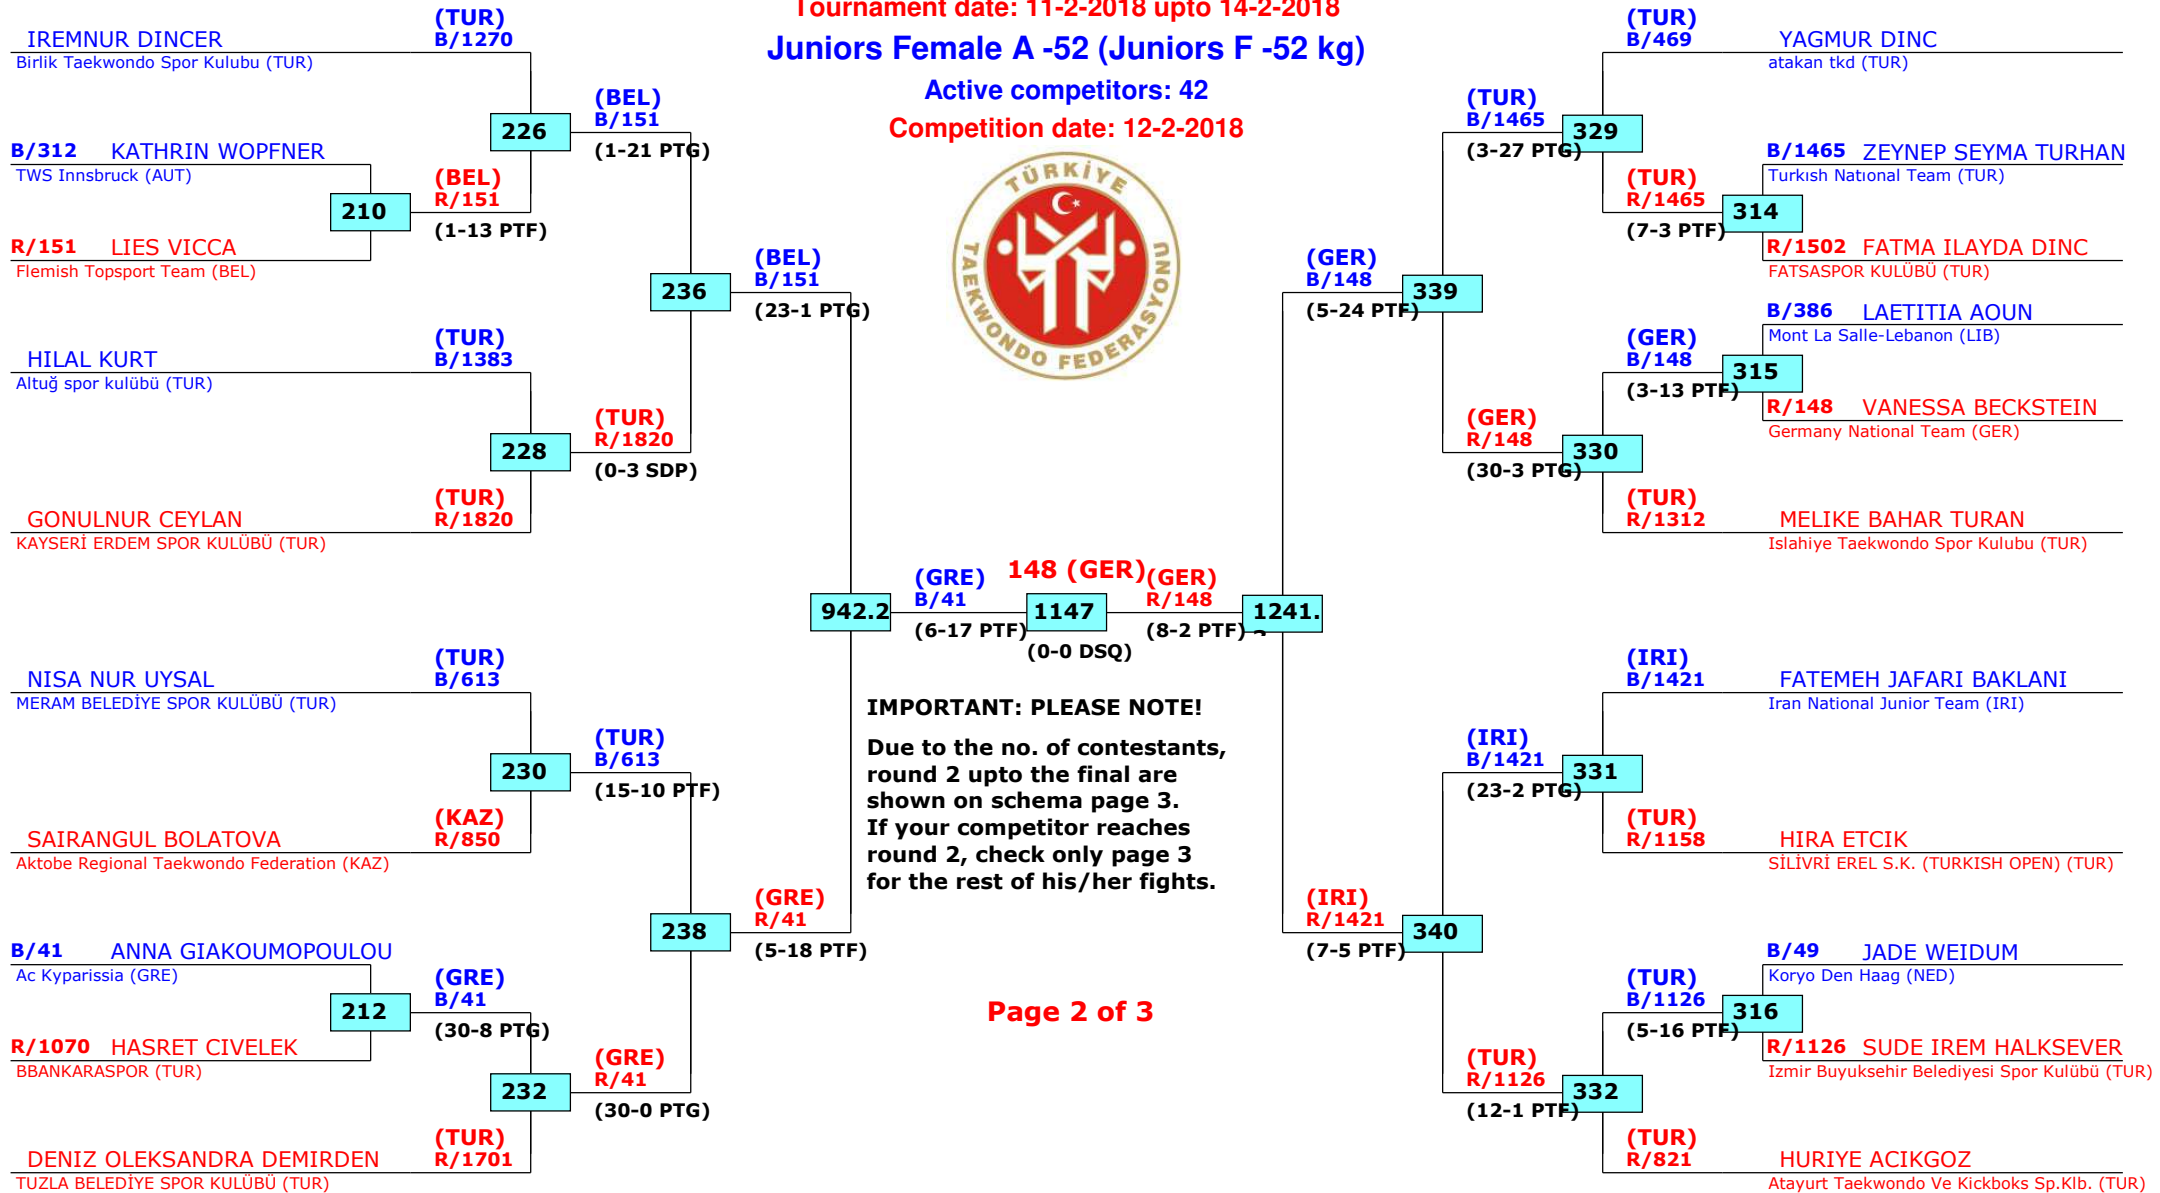 Tournament date: 11-2-2018 upto 14-2-2018
Juniors Female A -52 (Juniors F -52 kg)
Active competitors: 42
Competition date: 12-2-2018
TÜRKİYE
TAEKWONDO FEDERASYONU
IREMNUR DINCER
Birlik Taekwondo Spor Kulubu (TUR)
(TUR)
B/1270
B/312 KATHRIN WOPFNER
TWS Innsbruck (AUT)
R/151 LIES VICCA
Flemish Topsport Team (BEL)
210
(BEL)
R/151
(1-13 PTF)
226
(BEL)
B/151
(1-21 PTG)
HILAL KURT
Altuğ spor kulübü (TUR)
(TUR)
B/1383
GONULNUR CEYLAN
KAYSERİ ERDEM SPOR KULÜBÜ (TUR)
(TUR)
R/1820
228
(TUR)
R/1820
(0-3 SDP)
236
(BEL)
B/151
(23-1 PTG)
NISA NUR UYSAL
MERAM BELEDİYE SPOR KULÜBÜ (TUR)
(TUR)
B/613
SAIRANGUL BOLATOVA
Aktobe Regional Taekwondo Federation (KAZ)
(KAZ)
R/850
230
(TUR)
B/613
(15-10 PTF)
B/41 ANNA GIAKOUMOPOULOU
Ac Kyparissia (GRE)
R/1070 HASRET CIVELEK
BBANKARASPOR (TUR)
212
(GRE)
B/41
(30-8 PTG)
DENIZ OLEKSANDRA DEMIRDEN
TUZLA BELEDİYE SPOR KULÜBÜ (TUR)
(TUR)
R/1701
232
(GRE)
R/41
(30-0 PTG)
238
(GRE)
R/41
(5-18 PTF)
942.2
(GRE)
B/41
(6-17 PTF)
148 (GER)
1147
(0-0 DSQ)
(GER)
R/148
(8-2 PTF)
1241.
IMPORTANT: PLEASE NOTE!
Due to the no. of contestants,
round 2 upto the final are
shown on schema page 3.
If your competitor reaches
round 2, check only page 3
for the rest of his/her fights.
Page 2 of 3
(TUR)
B/469
YAGMUR DINC
atakan tkd (TUR)
B/1465 ZEYNEP SEYMA TURHAN
Turkısh Natıonal Team (TUR)
R/1502 FATMA ILAYDA DINC
FATSASPOR KULÜBÜ (TUR)
314
(TUR)
R/1465
(7-3 PTF)
329
(TUR)
B/1465
(3-27 PTG)
B/386 LAETITIA AOUN
Mont La Salle-Lebanon (LIB)
R/148 VANESSA BECKSTEIN
Germany National Team (GER)
315
(GER)
B/148
(3-13 PTF)
(TUR)
R/1312
MELIKE BAHAR TURAN
Islahiye Taekwondo Spor Kulubu (TUR)
330
(GER)
R/148
(30-3 PTG)
339
(GER)
B/148
(5-24 PTF)
(IRI)
B/1421
FATEMEH JAFARI BAKLANI
Iran National Junior Team (IRI)
(TUR)
R/1158
HIRA ETCIK
SİLİVRİ EREL S.K. (TURKISH OPEN) (TUR)
331
(IRI)
B/1421
(23-2 PTG)
B/49 JADE WEIDUM
Koryo Den Haag (NED)
R/1126 SUDE IREM HALKSEVER
Izmir Buyuksehir Belediyesi Spor Kulübü (TUR)
316
(TUR)
B/1126
(5-16 PTF)
(TUR)
R/821
HURIYE ACIKGOZ
Atayurt Taekwondo Ve Kickboks Sp.Klb. (TUR)
332
(TUR)
R/1126
(12-1 PTF)
340
(IRI)
R/1421
(7-5 PTF)